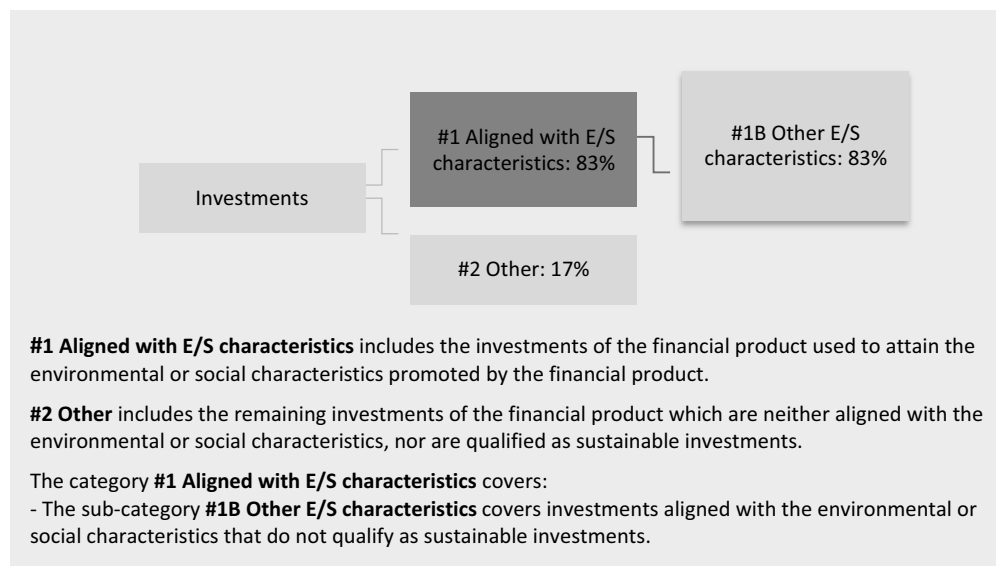 #1 Aligned with E/S
characteristics: 83%
#1B Other E/S
characteristics: 83%
Investments
#2 Other: 17%
#1 Aligned with E/S characteristics includes the investments of the financial product used to attain the
environmental or social characteristics promoted by the financial product.
#2 Other includes the remaining investments of the financial product which are neither aligned with the
environmental or social characteristics, nor are qualified as sustainable investments.
The category #1 Aligned with E/S characteristics covers:
- The sub-category #1B Other E/S characteristics covers investments aligned with the environmental or
social characteristics that do not qualify as sustainable investments.